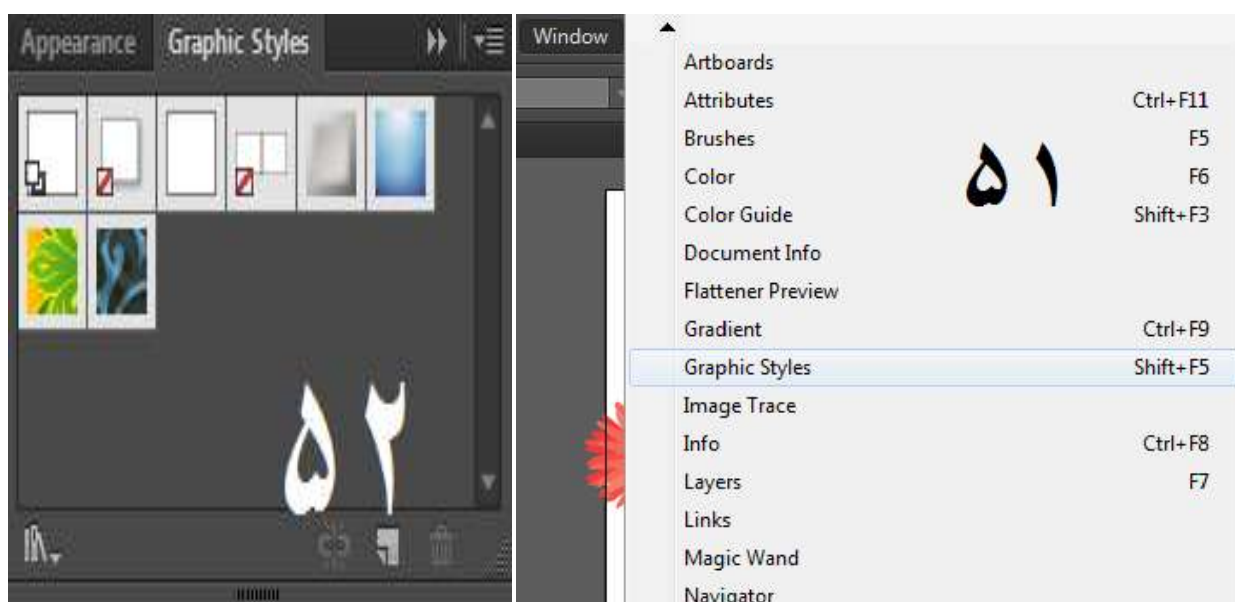 Appearance Graphic Styles
۵۲
Window
Artboards
Attributes Ctrl+F11
Brushes F5
۵۱
Color F6
Color Guide Shift+F3
Document Info
Flattener Preview
Gradient Ctrl+F9
Graphic Styles Shift+F5
Image Trace
Info Ctrl+F8
Layers F7
Links
Magic Wand
Navigator